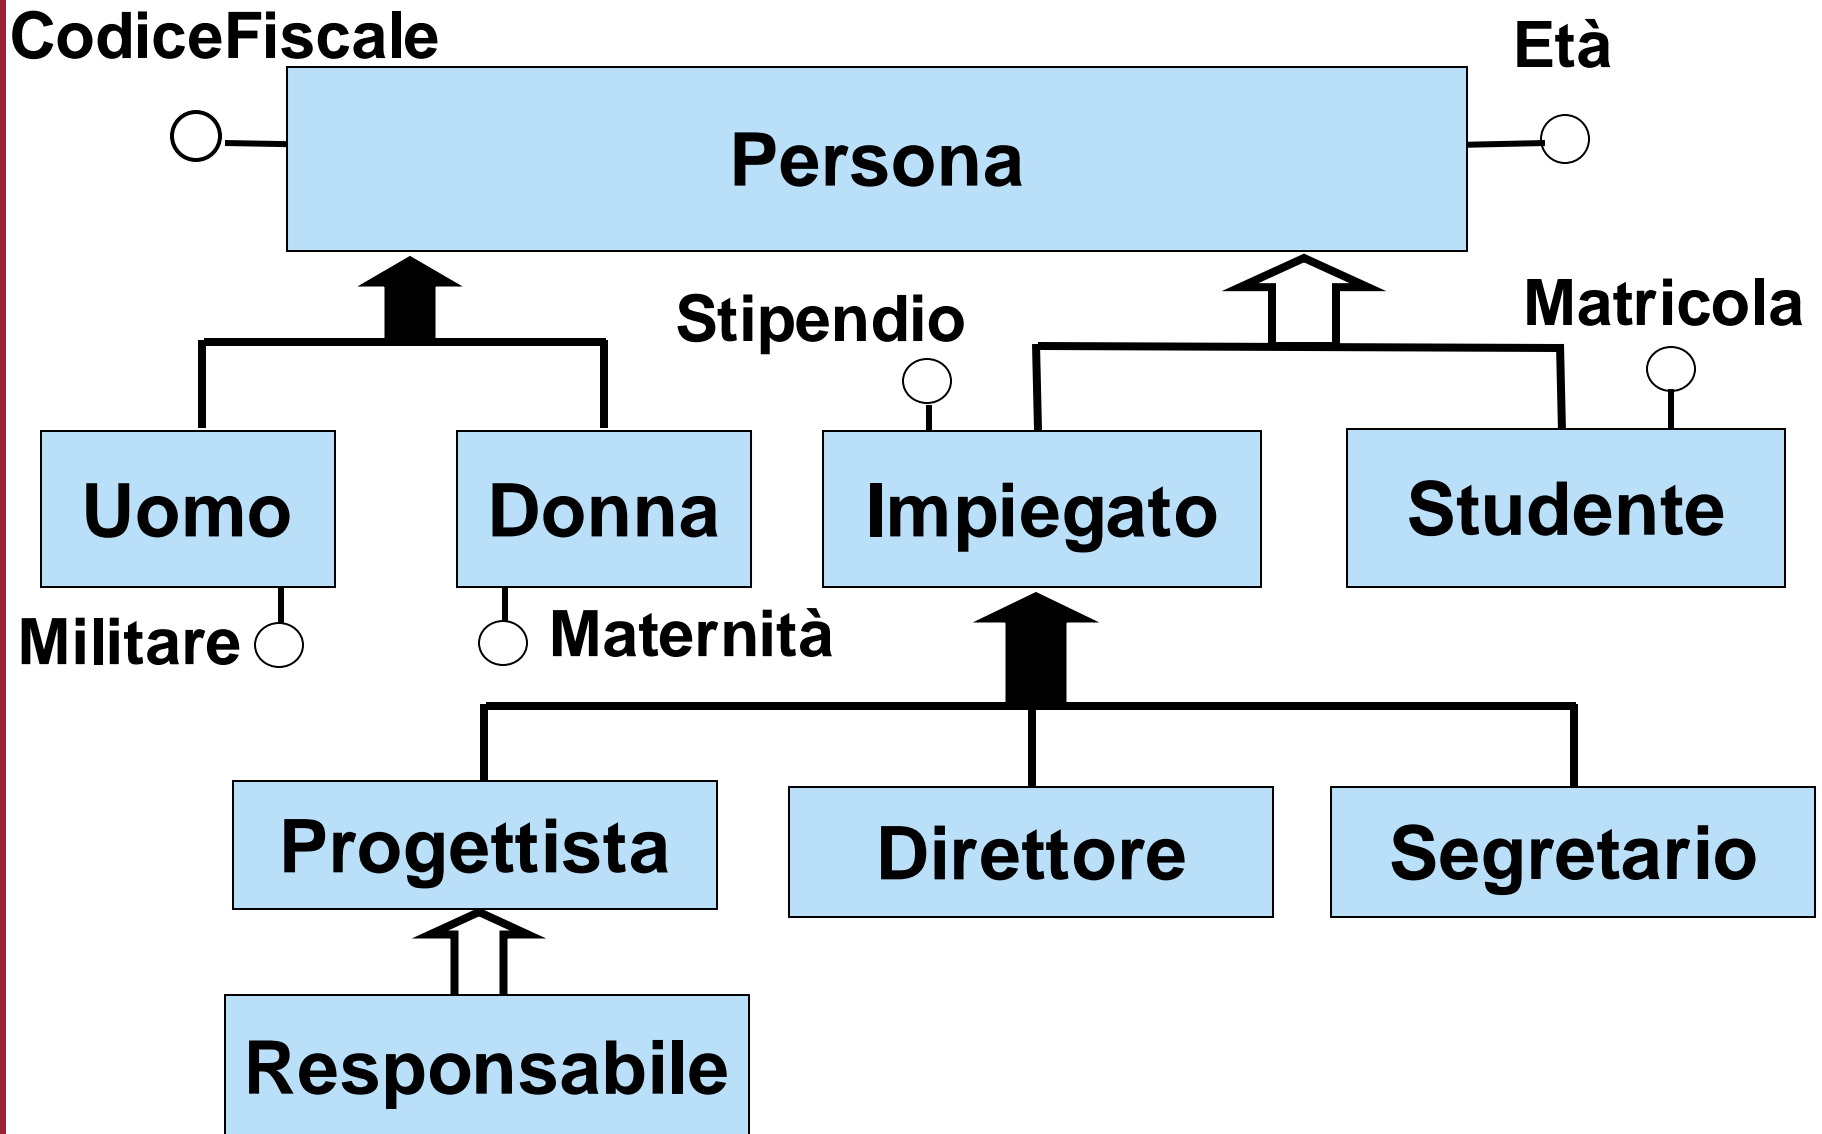 CodiceFiscale
Età
Persona
Stipendio
Matricola
Uomo
Donna
Impiegato
Studente
Militare
Maternità
Progettista
Direttore
Segretario
Responsabile